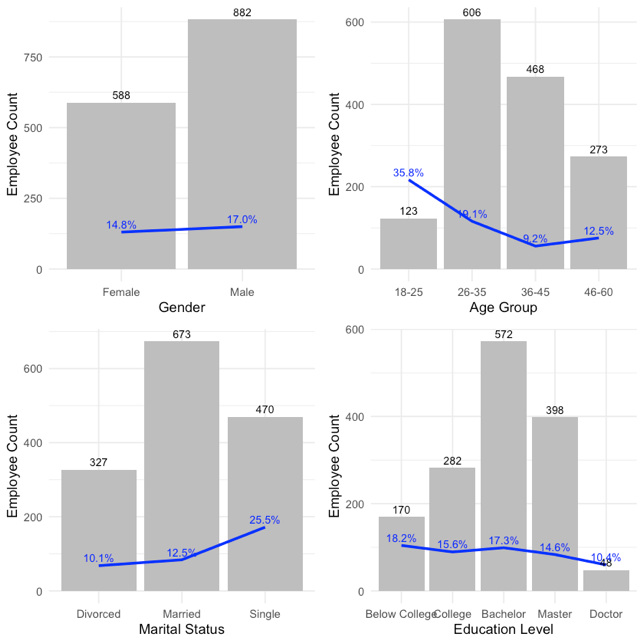 882
750
588
500
250
14.8%
17.0%
0
Female
Male
Gender
Employee Count
606
600
468
400
273
35.8%
200
123
19.1%
9.2%
12.5%
0
18-25
26-35
36-45
46-60
Age Group
Employee Count
673
600
470
400
327
25.5%
200
10.1%
12.5%
0
Divorced
Married
Single
Marital Status
Employee Count
600
572
398
400
282
200
170
18.2%
15.6%
17.3%
14.6%
10.4%
48
0
Below College
College
Bachelor
Master
Doctor
Education Level
Employee Count